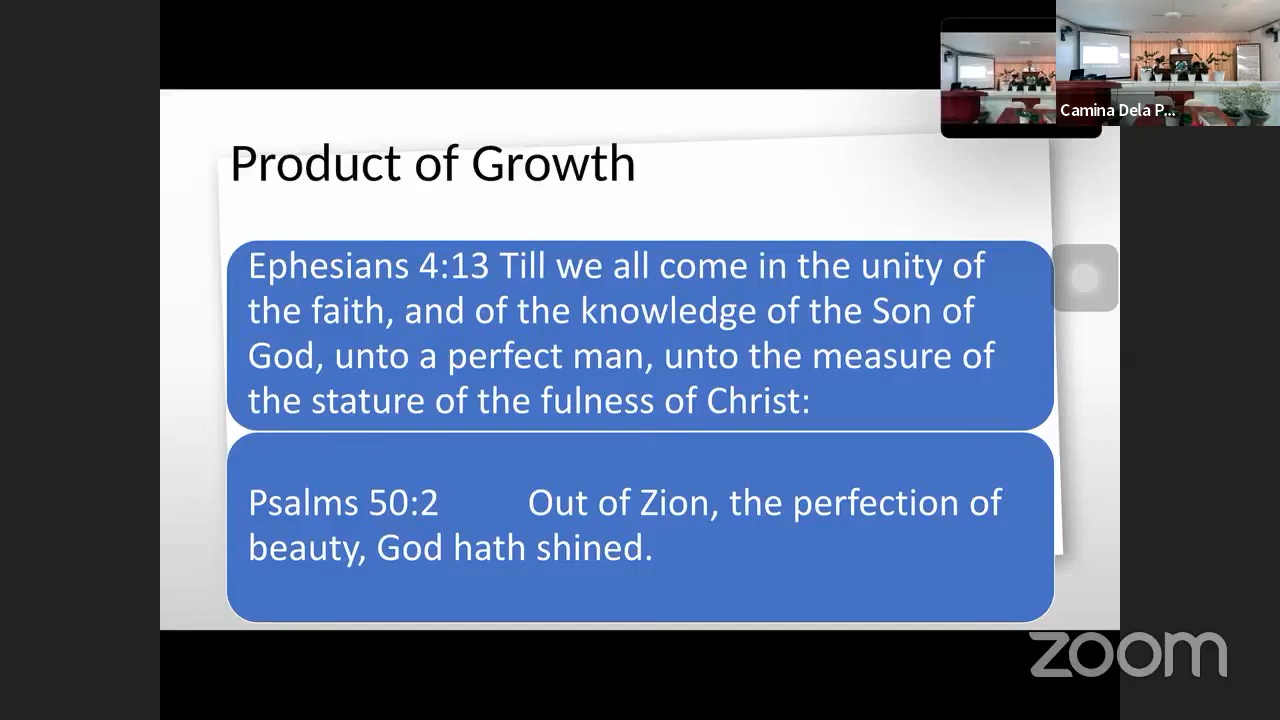 Camina Dela P...
Product of Growth
Ephesians 4:13 Till we all come in the unity of
the faith, and of the knowledge of the Son of
God, unto a perfect man, unto the measure of
the stature of the fulness of Christ:
Psalms 50:2 Out of Zion, the perfection of
beauty, God hath shined.
zoom